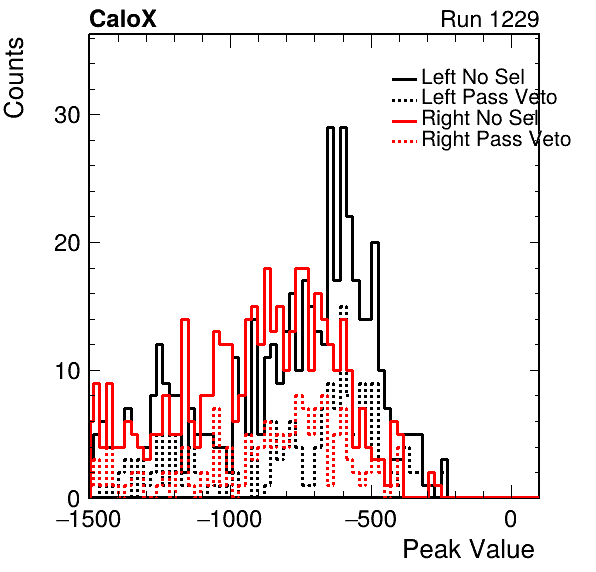 CaloX Run 1229
Counts
Left No Sel
Left Pass Veto
Right No Sel
Right Pass Veto
30
20
10
0
−1500 −1000 −500 0
Peak Value